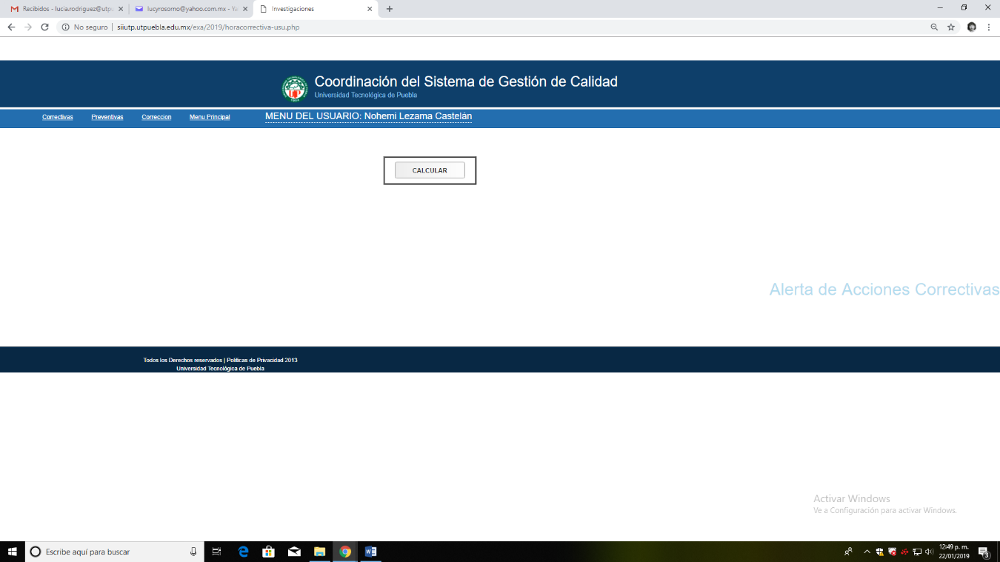 Recibidos - lucia.rodriguez@utp
lucyrosorno@yahoo.com.mx - Ya
Investigaciones
No seguro | siiutp.utpuebla.edu.mx/exa/2019/horacorrectiva-usu.php
Coordinación del Sistema de Gestión de Calidad
Universidad Tecnológica de Puebla
Correctivas Preventivas Correccion Menu Principal MENU DEL USUARIO: Nohemi Lezama Castelán
CALCULAR
Alerta de Acciones Correctivas
Todos los Derechos reservados | Políticas de Privacidad 2013
Universidad Tecnológica de Puebla
Activar Windows
Ve a Configuración para activar Windows.
Escribe aquí para buscar
12:49 p. m.
22/01/2019
3